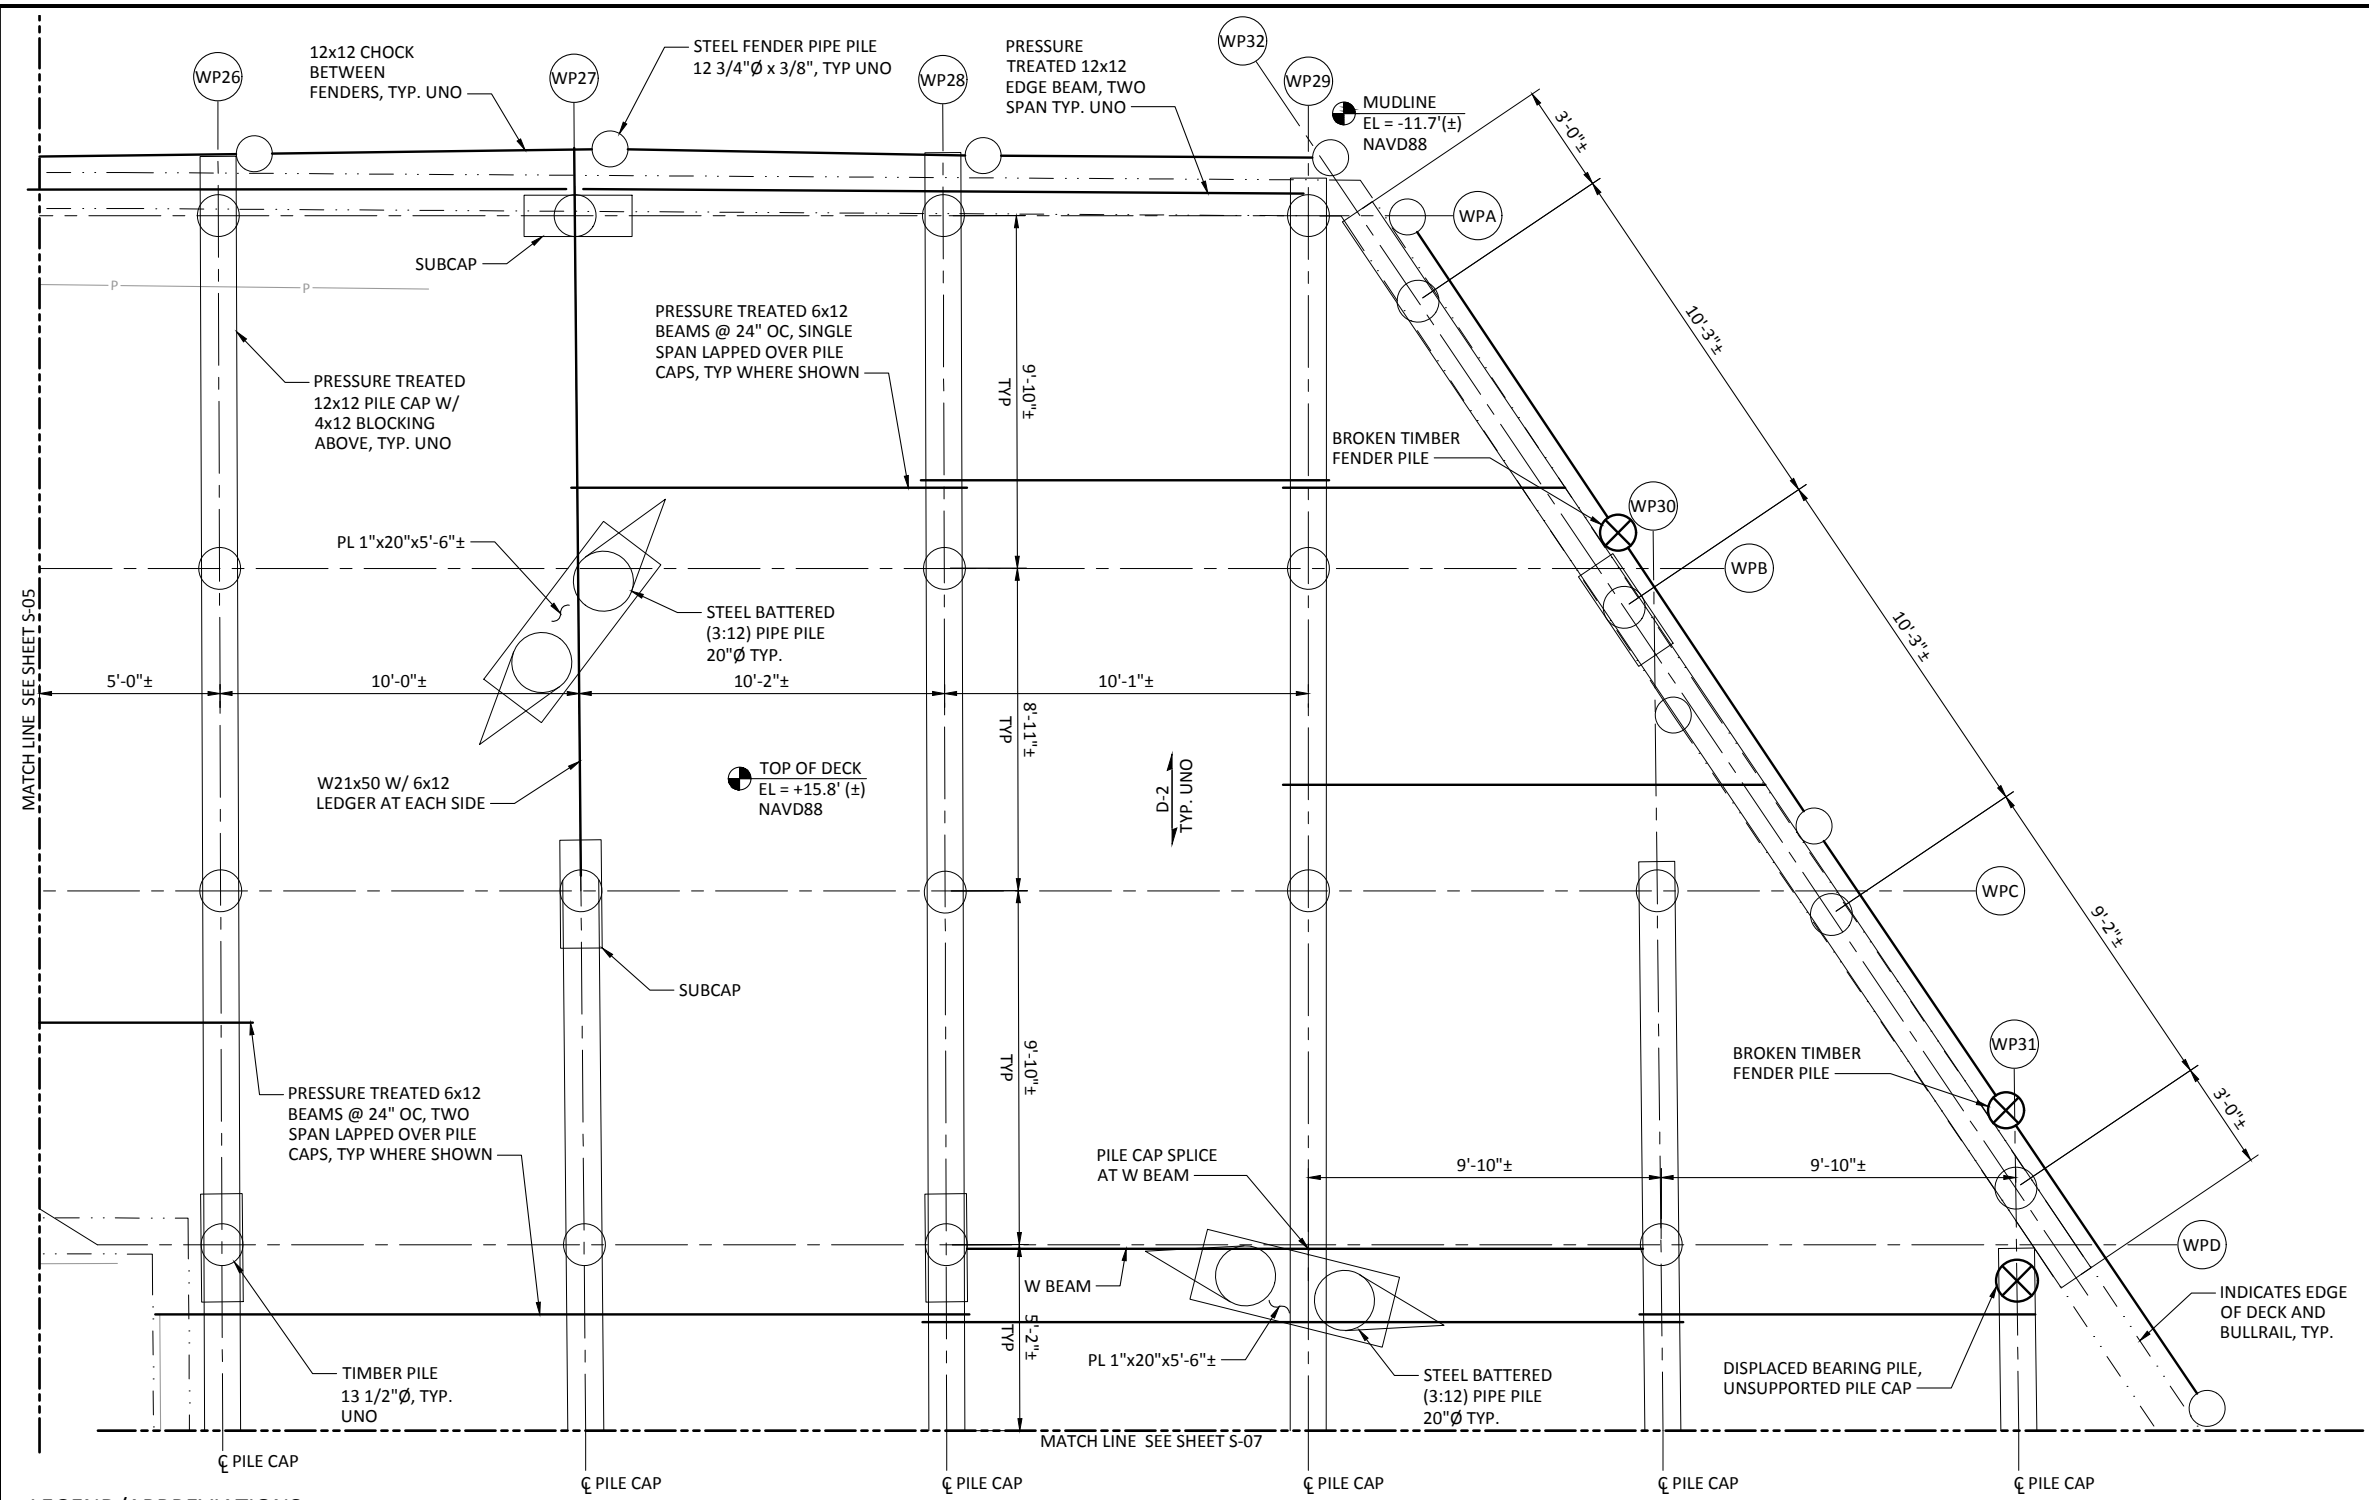 WP26
12x12 CHOCK
BETWEEN
FENDERS, TYP. UNO
WP27
STEEL FENDER PIPE PILE
12 3/4"Ø x 3/8", TYP UNO
WP28
PRESSURE
TREATED 12x12
EDGE BEAM, TWO
SPAN TYP. UNO
WP32
WP29
MUDLINE
EL = -11.7'(±)
NAVD88
3'-0"±
WPA
SUBCAP
P
P
10'-3"±
PRESSURE TREATED 6x12
BEAMS @ 24" OC, SINGLE
SPAN LAPPED OVER PILE
CAPS, TYP WHERE SHOWN
9'-10"±
TYP
PRESSURE TREATED
12x12 PILE CAP W/
4x12 BLOCKING
ABOVE, TYP. UNO
BROKEN TIMBER
FENDER PILE
WP30
PL 1"x20"x5'-6"±
WPB
STEEL BATTERED
(3:12) PIPE PILE
20"Ø TYP.
10'-3"±
MATCH LINE SEE SHEET S-05
5'-0"±
10'-0"±
10'-2"±
10'-1"±
8'-11"±
TYP
W21x50 W/ 6x12
LEDGER AT EACH SIDE
TOP OF DECK
EL = +15.8' (±)
NAVD88
D-2
TYP. UNO
WPC
9'-2"±
SUBCAP
9'-10"±
TYP
WP31
BROKEN TIMBER
FENDER PILE
3'-0"±
PRESSURE TREATED 6x12
BEAMS @ 24" OC, TWO
SPAN LAPPED OVER PILE
CAPS, TYP WHERE SHOWN
PILE CAP SPLICE
AT W BEAM
9'-10"±
9'-10"±
WPD
W BEAM
INDICATES EDGE
OF DECK AND
BULLRAIL, TYP.
5'-2"±
TYP
PL 1"x20"x5'-6"±
TIMBER PILE
13 1/2"Ø, TYP.
UNO
STEEL BATTERED
(3:12) PIPE PILE
20"Ø TYP.
DISPLACED BEARING PILE,
UNSUPPORTED PILE CAP
MATCH LINE SEE SHEET S-07
℄ PILE CAP
℄ PILE CAP
℄ PILE CAP
℄ PILE CAP
℄ PILE CAP
℄ PILE CAP